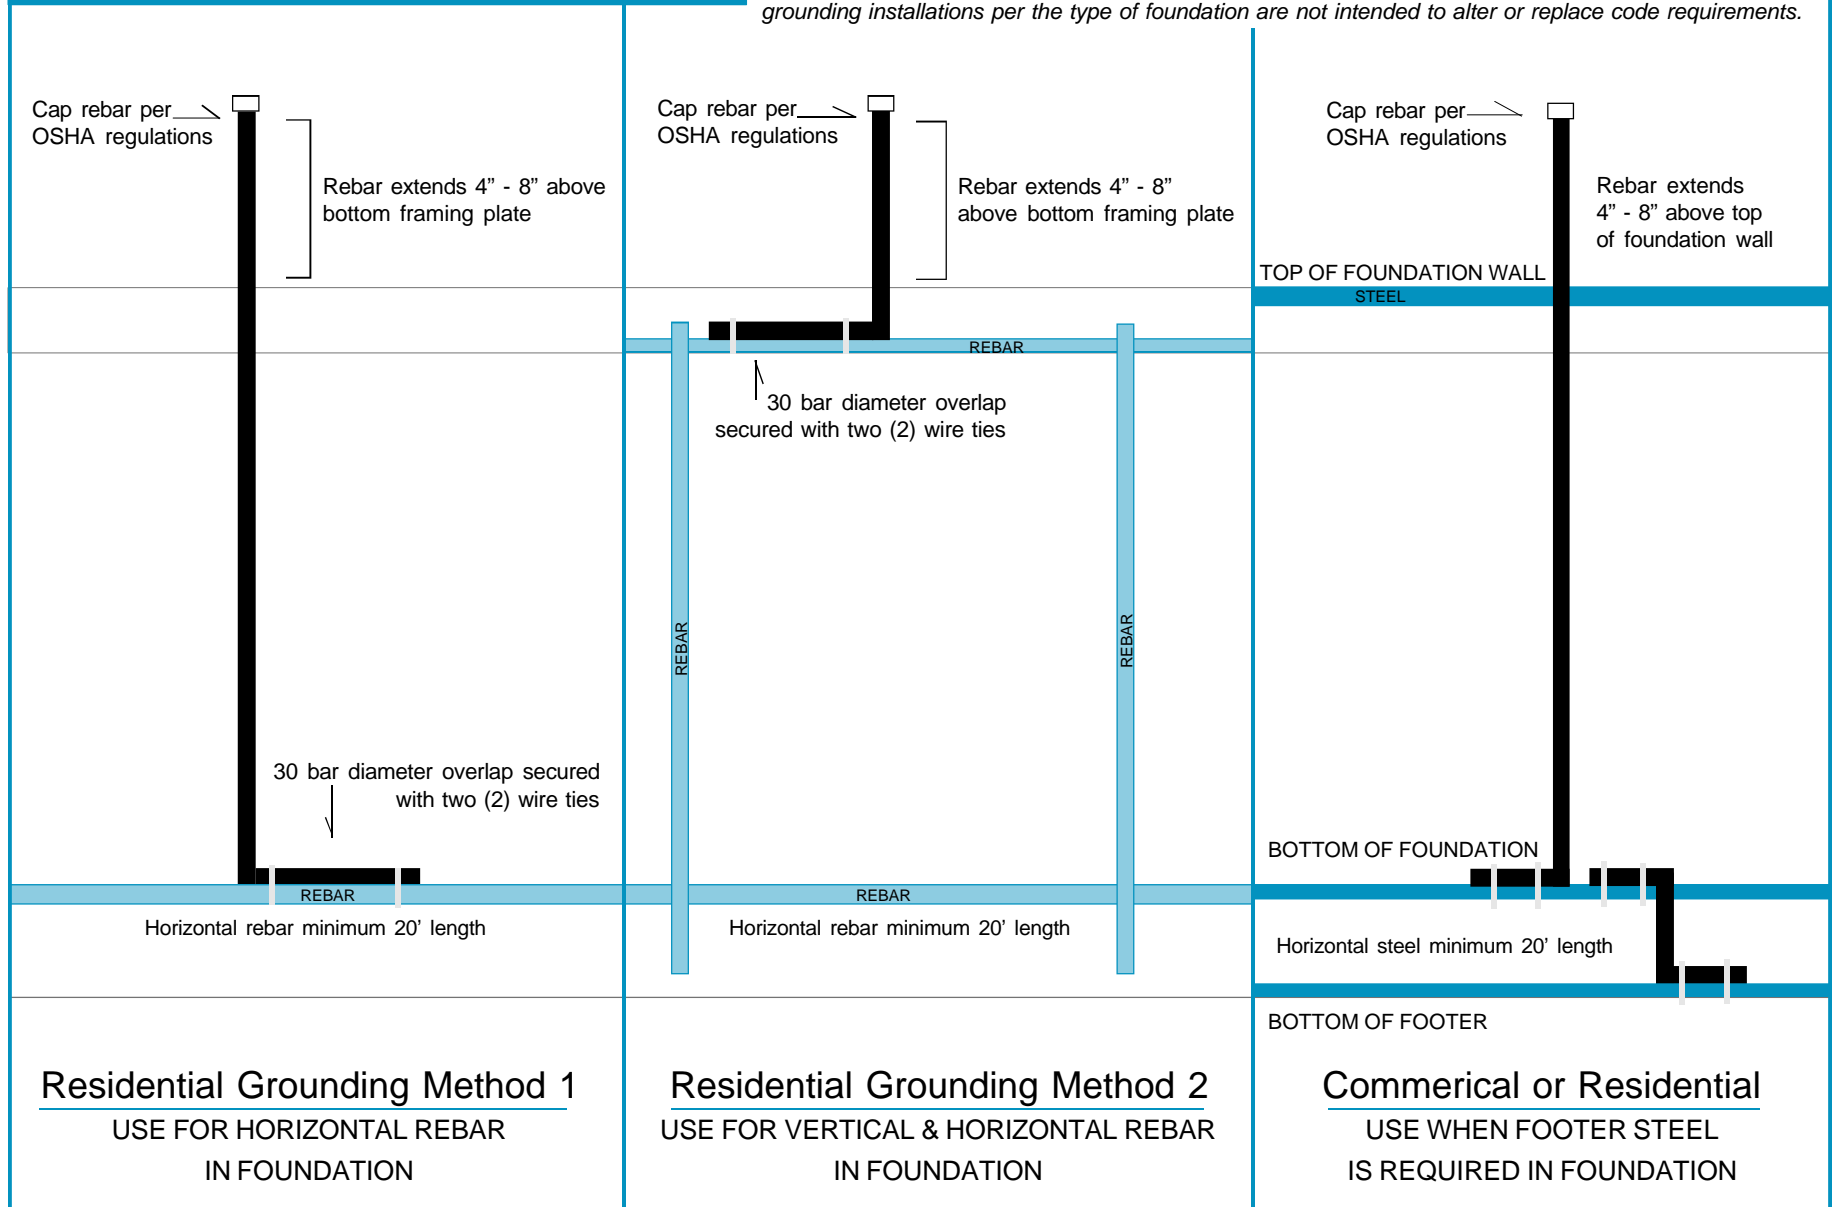 grounding installations per the type of foundation are not intended to alter or replace code requirements.
Cap rebar per
OSHA regulations
Rebar extends 4” - 8” above
bottom framing plate
30 bar diameter overlap secured
with two (2) wire ties
REBAR
Horizontal rebar minimum 20’ length
Residential Grounding Method 1
USE FOR HORIZONTAL REBAR
IN FOUNDATION
Cap rebar per
OSHA regulations
Rebar extends 4” - 8”
above bottom framing plate
REBAR
30 bar diameter overlap
secured with two (2) wire ties
REBAR
REBAR
REBAR
Horizontal rebar minimum 20’ length
Residential Grounding Method 2
USE FOR VERTICAL & HORIZONTAL REBAR
IN FOUNDATION
Cap rebar per
OSHA regulations
Rebar extends
4” - 8” above top
of foundation wall
TOP OF FOUNDATION WALL
STEEL
BOTTOM OF FOUNDATION
Horizontal steel minimum 20’ length
BOTTOM OF FOOTER
Commerical or Residential
USE WHEN FOOTER STEEL
IS REQUIRED IN FOUNDATION